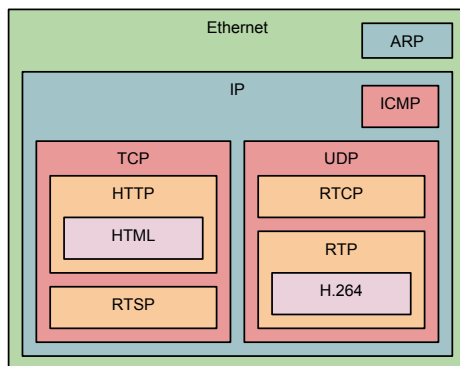 Ethernet
ARP
IP
ICMP
TCP
UDP
HTTP
RTCP
HTML
RTP
RTSP
H.264